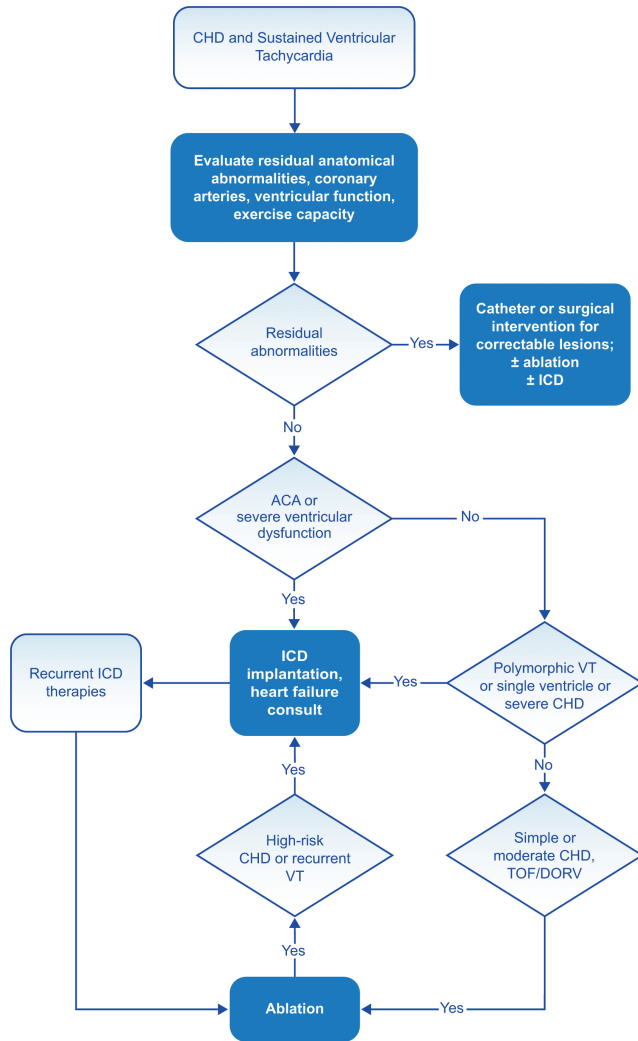 CHD and Sustained Ventricular
Tachycardia
Evaluate residual anatomical
abnormalities, coronary
arteries, ventricular function,
exercise capacity
Residual
abnormalities
Yes
Catheter or surgical
intervention for
correctable lesions;
± ablation
± ICD
No
ACA or
severe ventricular
dysfunction
No
Yes
Recurrent ICD
therapies
ICD
implantation,
heart failure
consult
Yes
Polymorphic VT
or single ventricle or
severe CHD
Yes
No
High-risk
CHD or recurrent
VT
Simple or
moderate CHD,
TOF/DORV
Yes
Ablation
Yes